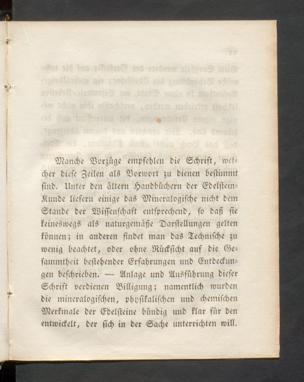 Manche Vorzüge empfehlen die Schrift, wel-
cher diese Zeilen als Vorwort zu dienen bestimmt
sind. Unter den ältern Handbüchern der Edelstein-
Kunde liefern einige das Mineralogische nicht dem
Stande der Wissenschaft entsprechend, so daß sie
keineswegs als naturgemäße Darstellungen gelten
können; in anderen findet man das Technische zu
wenig beachtet, oder ohne Rücksicht auf die Ge-
sammtheit bestehender Erfahrungen und Entdeckun-
gen beschrieben. — Anlage und Ausführung dieser
Schrift verdienen Billigung; namentlich wurden
die mineralogischen, physikalischen und chemischen
Merkmale der Edelsteine bündig und klar für den
entwickelt, der sich in der Sache unterrichten will.